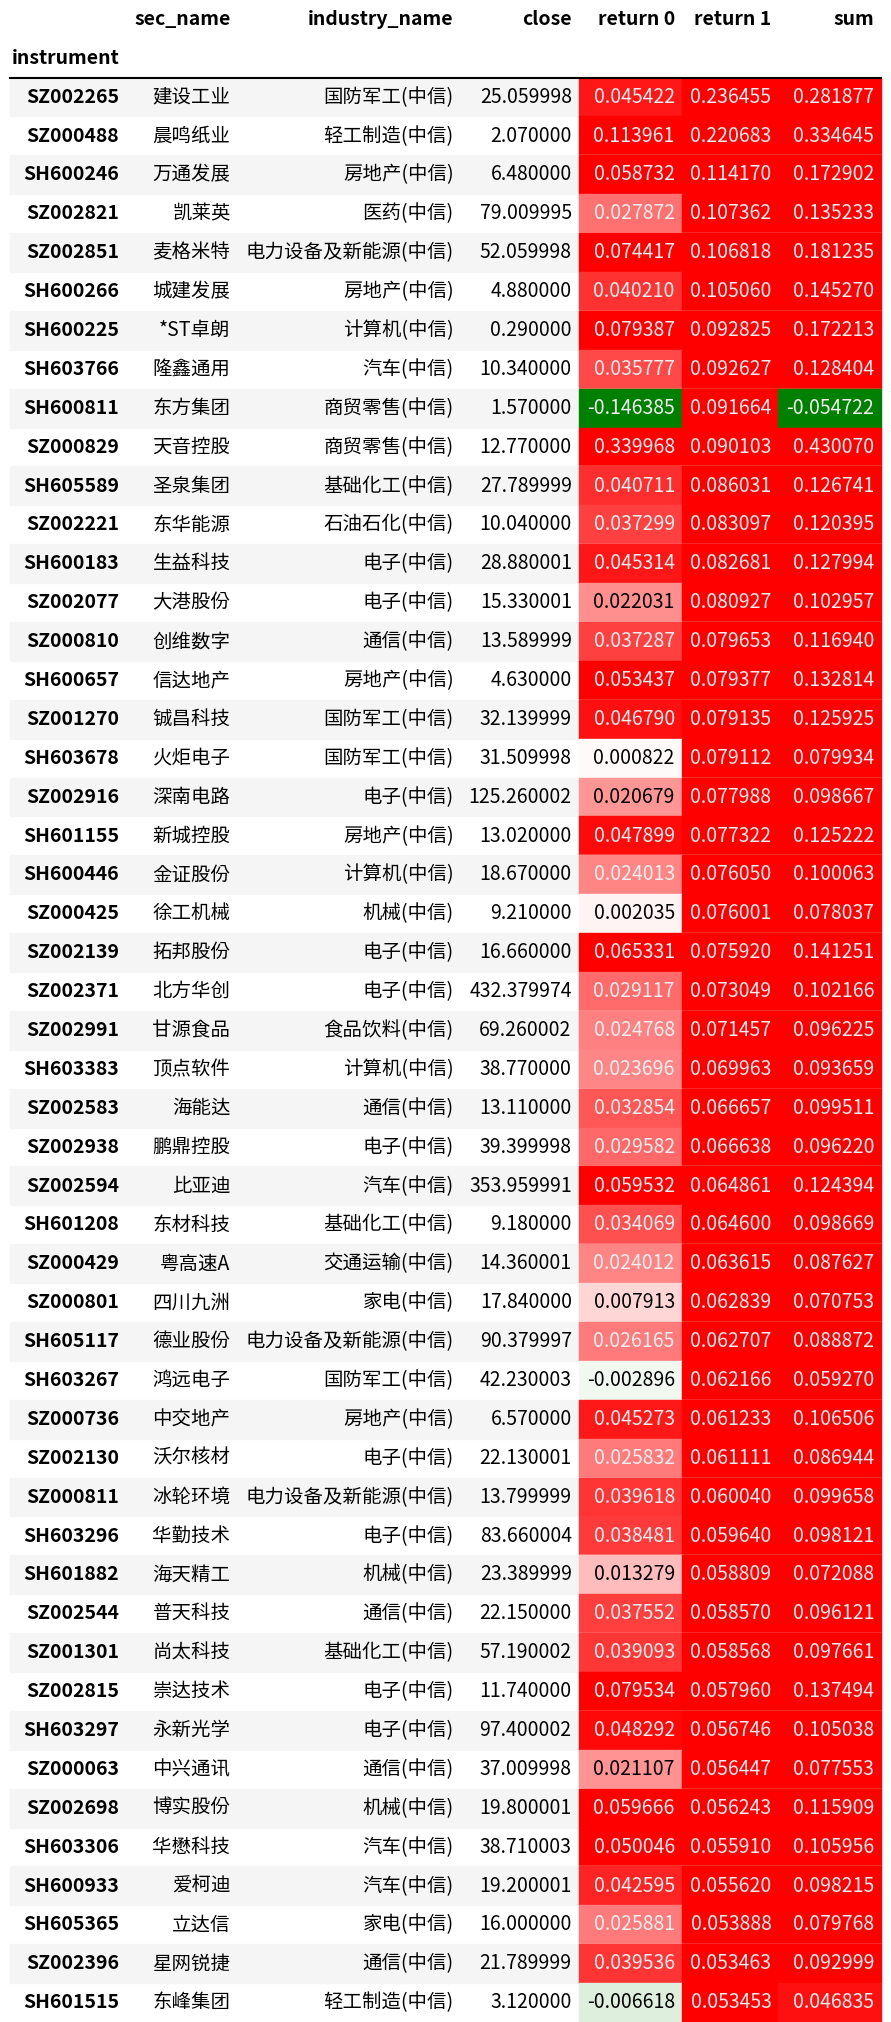 sec_name industry_name close return 0 return 1 sum
instrument
SZ002265 建设工业 国防军工(中信) 25.059998 0.045422 0.236455 0.281877
SZ000488 晨鸣纸业 轻工制造(中信) 2.070000 0.113961 0.220683 0.334645
SH600246 万通发展 房地产(中信) 6.480000 0.058732 0.114170 0.172902
SZ002821 凯莱英 医药(中信) 79.009995 0.027872 0.107362 0.135233
SZ002851 麦格米特 电力设备及新能源(中信) 52.059998 0.074417 0.106818 0.181235
SH600266 城建发展 房地产(中信) 4.880000 0.040210 0.105060 0.145270
SH600225 *ST卓朗 计算机(中信) 0.290000 0.079387 0.092825 0.172213
SH603766 隆鑫通用 汽车(中信) 10.340000 0.035777 0.092627 0.128404
SH600811 东方集团 商贸零售(中信) 1.570000 -0.146385 0.091664 -0.054722
SZ000829 天音控股 商贸零售(中信) 12.770000 0.339968 0.090103 0.430070
SH605589 圣泉集团 基础化工(中信) 27.789999 0.040711 0.086031 0.126741
SZ002221 东华能源 石油石化(中信) 10.040000 0.037299 0.083097 0.120395
SH600183 生益科技 电子(中信) 28.880001 0.045314 0.082681 0.127994
SZ002077 大港股份 电子(中信) 15.330001 0.022031 0.080927 0.102957
SZ000810 创维数字 通信(中信) 13.589999 0.037287 0.079653 0.116940
SH600657 信达地产 房地产(中信) 4.630000 0.053437 0.079377 0.132814
SZ001270 铖昌科技 国防军工(中信) 32.139999 0.046790 0.079135 0.125925
SH603678 火炬电子 国防军工(中信) 31.509998 0.000822 0.079112 0.079934
SZ002916 深南电路 电子(中信) 125.260002 0.020679 0.077988 0.098667
SH601155 新城控股 房地产(中信) 13.020000 0.047899 0.077322 0.125222
SH600446 金证股份 计算机(中信) 18.670000 0.024013 0.076050 0.100063
SZ000425 徐工机械 机械(中信) 9.210000 0.002035 0.076001 0.078037
SZ002139 拓邦股份 电子(中信) 16.660000 0.065331 0.075920 0.141251
SZ002371 北方华创 电子(中信) 432.379974 0.029117 0.073049 0.102166
SZ002991 甘源食品 食品饮料(中信) 69.260002 0.024768 0.071457 0.096225
SH603383 顶点软件 计算机(中信) 38.770000 0.023696 0.069963 0.093659
SZ002583 海能达 通信(中信) 13.110000 0.032854 0.066657 0.099511
SZ002938 鹏鼎控股 电子(中信) 39.399998 0.029582 0.066638 0.096220
SZ002594 比亚迪 汽车(中信) 353.959991 0.059532 0.064861 0.124394
SH601208 东材科技 基础化工(中信) 9.180000 0.034069 0.064600 0.098669
SZ000429 粤高速A 交通运输(中信) 14.360001 0.024012 0.063615 0.087627
SZ000801 四川九洲 家电(中信) 17.840000 0.007913 0.062839 0.070753
SH605117 德业股份 电力设备及新能源(中信) 90.379997 0.026165 0.062707 0.088872
SH603267 鸿远电子 国防军工(中信) 42.230003 -0.002896 0.062166 0.059270
SZ000736 中交地产 房地产(中信) 6.570000 0.045273 0.061233 0.106506
SZ002130 沃尔核材 电子(中信) 22.130001 0.025832 0.061111 0.086944
SZ000811 冰轮环境 电力设备及新能源(中信) 13.799999 0.039618 0.060040 0.099658
SH603296 华勤技术 电子(中信) 83.660004 0.038481 0.059640 0.098121
SH601882 海天精工 机械(中信) 23.389999 0.013279 0.058809 0.072088
SZ002544 普天科技 通信(中信) 22.150000 0.037552 0.058570 0.096121
SZ001301 尚太科技 基础化工(中信) 57.190002 0.039093 0.058568 0.097661
SZ002815 崇达技术 电子(中信) 11.740000 0.079534 0.057960 0.137494
SH603297 永新光学 电子(中信) 97.400002 0.048292 0.056746 0.105038
SZ000063 中兴通讯 通信(中信) 37.009998 0.021107 0.056447 0.077553
SZ002698 博实股份 机械(中信) 19.800001 0.059666 0.056243 0.115909
SH603306 华懋科技 汽车(中信) 38.710003 0.050046 0.055910 0.105956
SH600933 爱柯迪 汽车(中信) 19.200001 0.042595 0.055620 0.098215
SH605365 立达信 家电(中信) 16.000000 0.025881 0.053888 0.079768
SZ002396 星网锐捷 通信(中信) 21.789999 0.039536 0.053463 0.092999
SH601515 东峰集团 轻工制造(中信) 3.120000 -0.006618 0.053453 0.046835